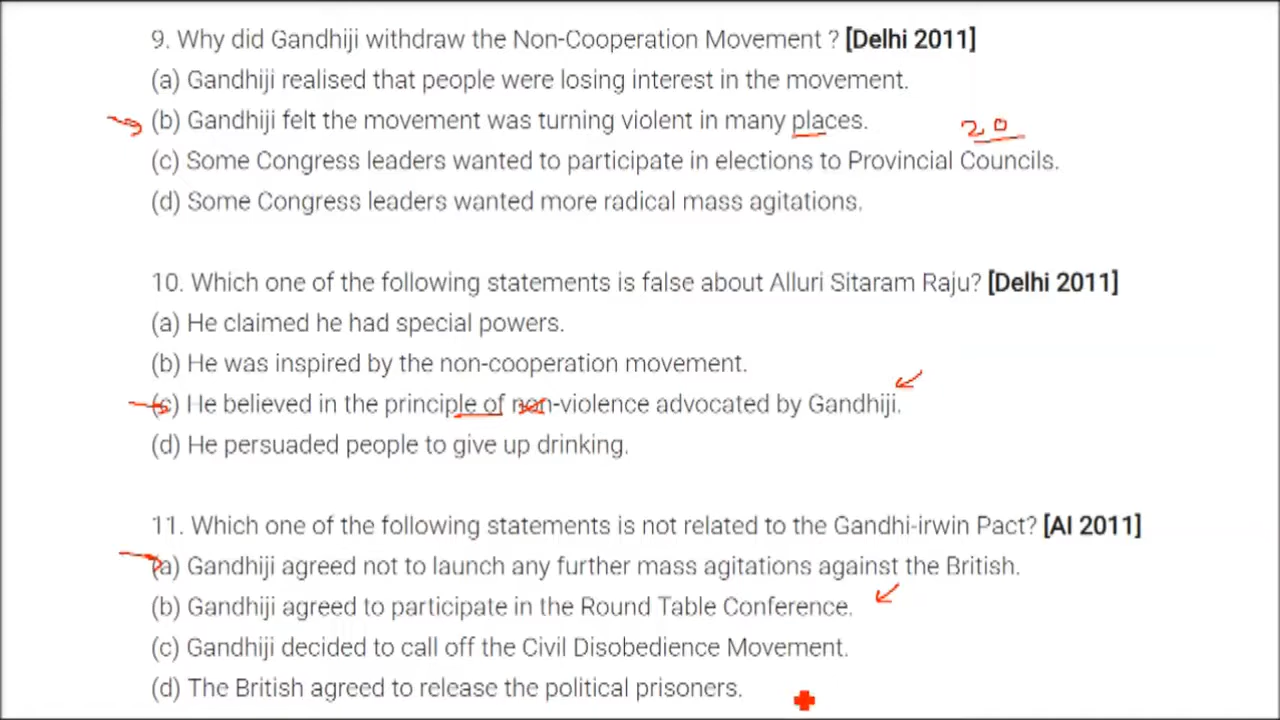 9. Why did Gandhiji withdraw the Non-Cooperation Movement ? [Delhi 2011]
(a) Gandhiji realised that people were losing interest in the movement.
(b) Gandhiji felt the movement was turning violent in many places.
20
(c) Some Congress leaders wanted to participate in elections to Provincial Councils.
(d) Some Congress leaders wanted more radical mass agitations.
10. Which one of the following statements is false about Alluri Sitaram Raju? [Delhi 2011]
(a) He claimed he had special powers.
(b) He was inspired by the non-cooperation movement.
(c) He believed in the principle of non-violence advocated by Gandhiji.
(d) He persuaded people to give up drinking.
11. Which one of the following statements is not related to the Gandhi-irwin Pact? [AI 2011]
(a) Gandhiji agreed not to launch any further mass agitations against the British.
(b) Gandhiji agreed to participate in the Round Table Conference.
(c) Gandhiji decided to call off the Civil Disobedience Movement.
(d) The British agreed to release the political prisoners.